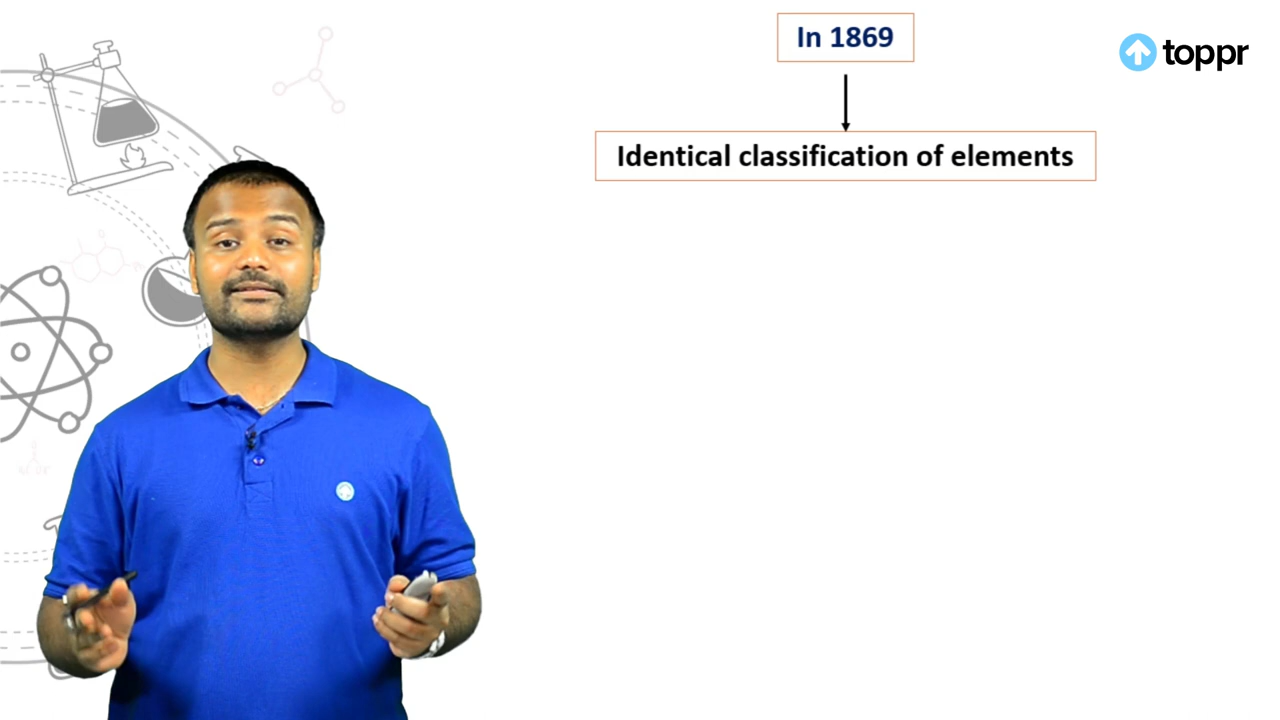 In 1869
toppr
Identical classification of elements